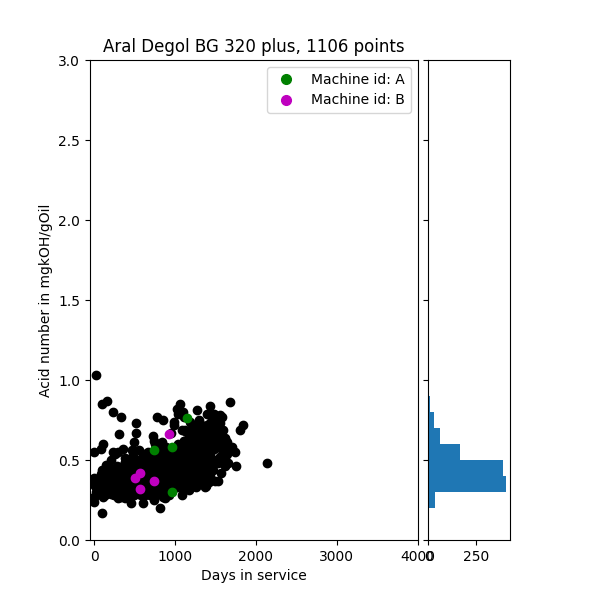 Aral Degol BG 320 plus, 1106 points
Machine id: A
Machine id: B
Acid number in mgkOH/gOil
3.0
2.5
2.0
1.5
1.0
0.5
0.0
0 1000 2000 3000 4000
0 250
Days in service